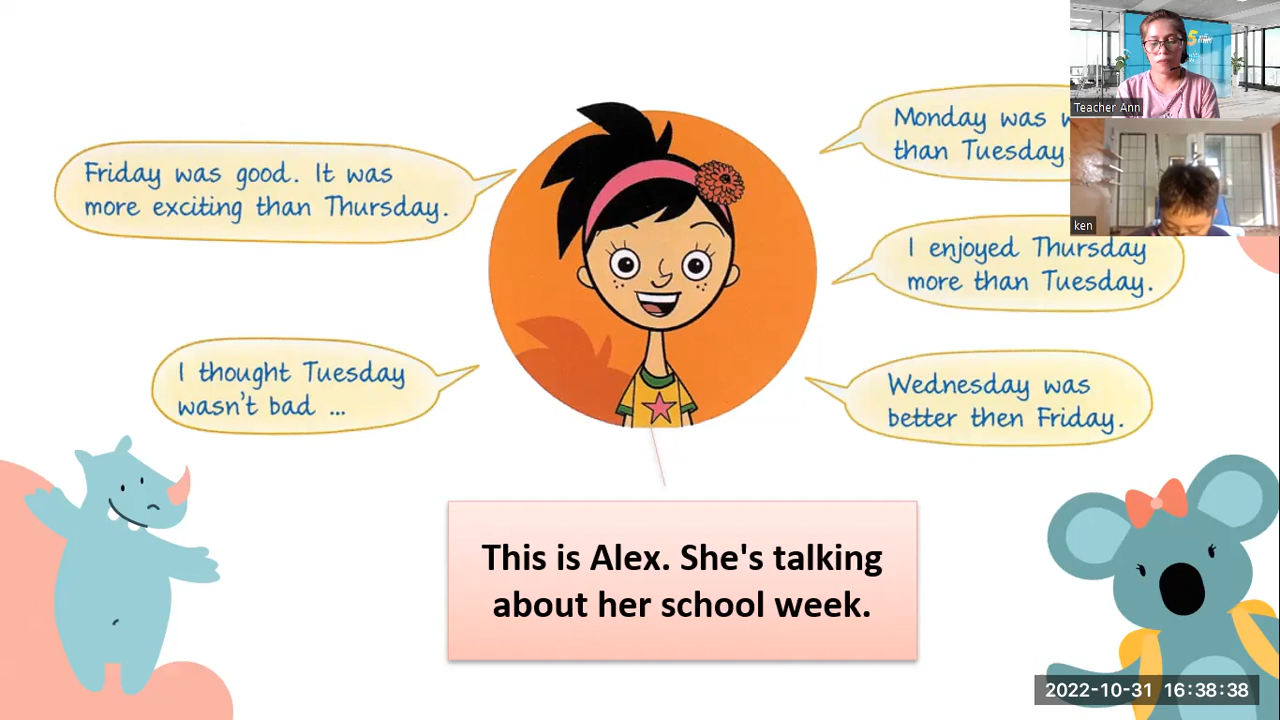 Friday was good. It was
more exciting than Thursday.
I thought Tuesday
wasn't bad ...
Monday was
than Tuesday
I enjoyed Thursday
more than Tuesday.
Wednesday was
better then Friday.
This is Alex. She's talking
about her school week.
Teacher Ann
ken
2022-10-31 16:38:38